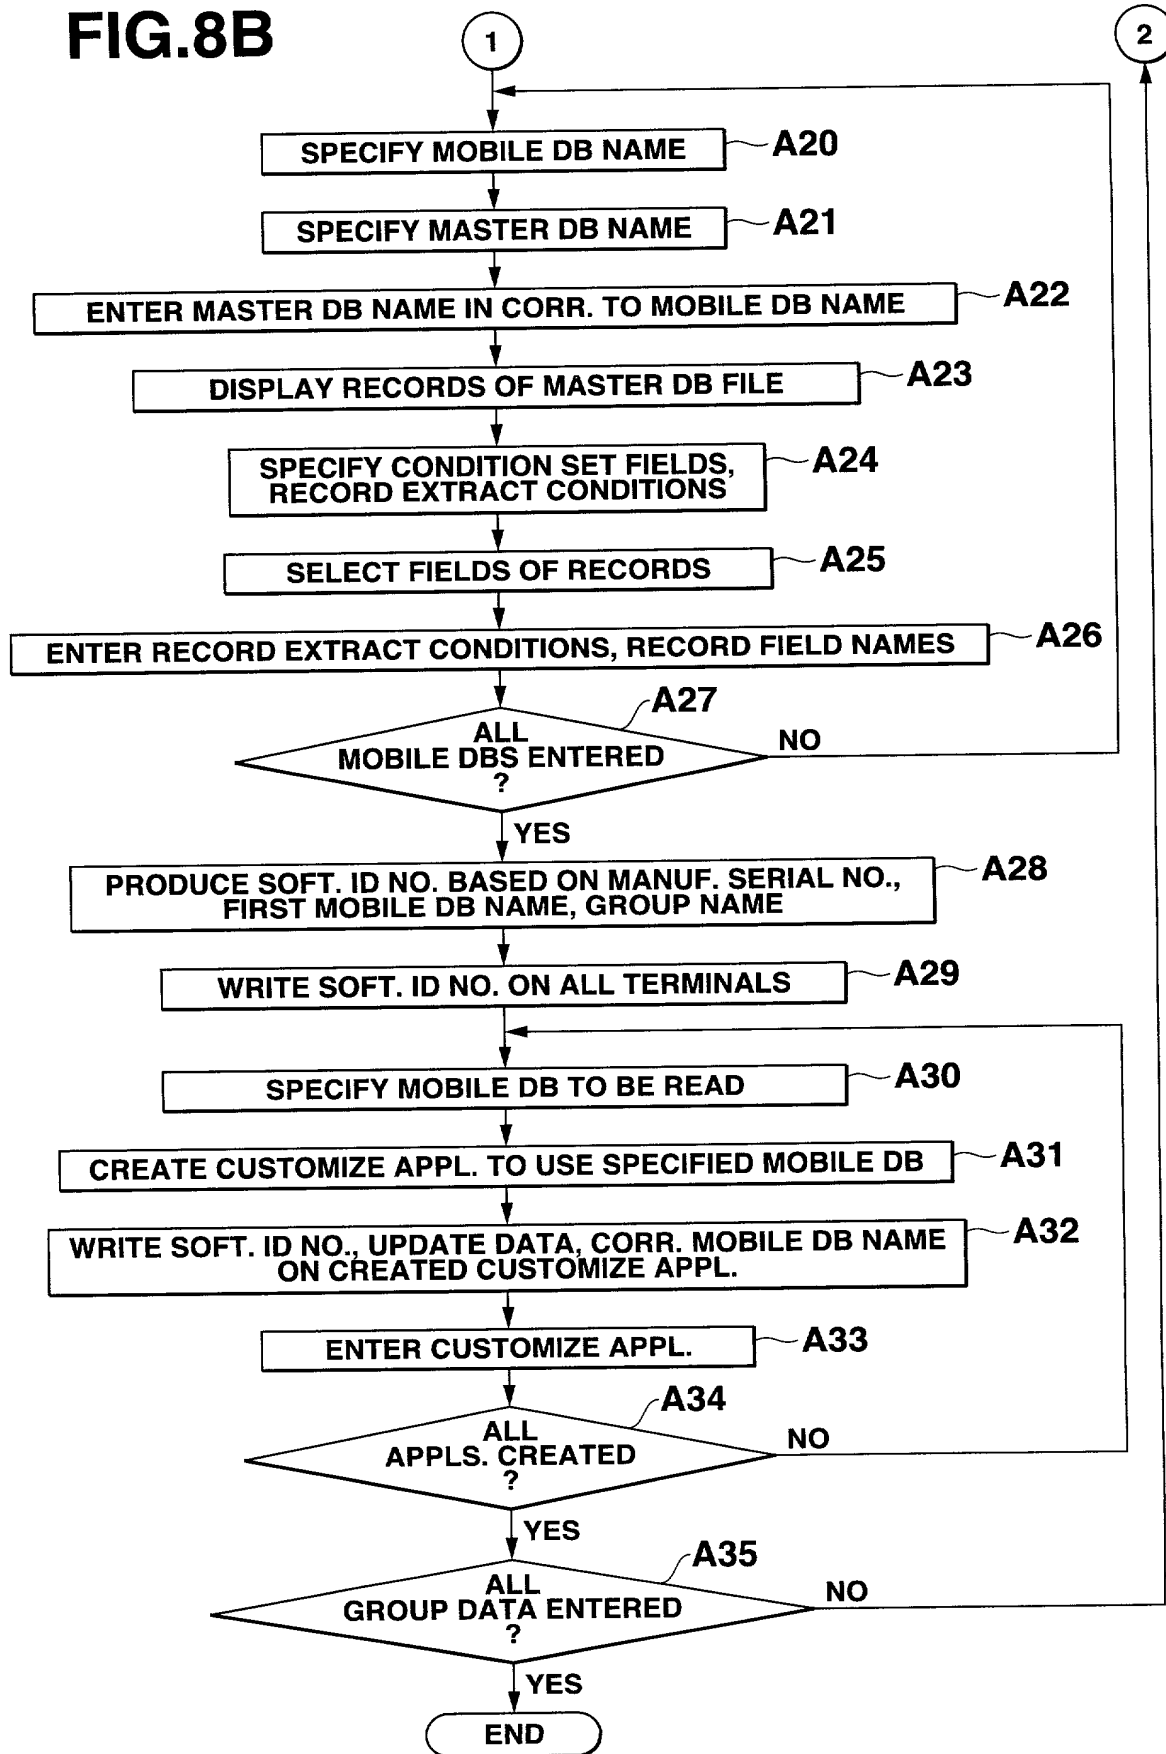 FIG.8B
1
2
SPECIFY MOBILE DB NAME
A20
SPECIFY MASTER DB NAME
A21
ENTER MASTER DB NAME IN CORR. TO MOBILE DB NAME
A22
DISPLAY RECORDS OF MASTER DB FILE
A23
SPECIFY CONDITION SET FIELDS,
RECORD EXTRACT CONDITIONS
A24
SELECT FIELDS OF RECORDS
A25
ENTER RECORD EXTRACT CONDITIONS, RECORD FIELD NAMES
A26
A27
ALL
MOBILE DBS ENTERED
?
NO
YES
PRODUCE SOFT. ID NO. BASED ON MANUF. SERIAL NO.,
FIRST MOBILE DB NAME, GROUP NAME
A28
WRITE SOFT. ID NO. ON ALL TERMINALS
A29
SPECIFY MOBILE DB TO BE READ
A30
CREATE CUSTOMIZE APPL. TO USE SPECIFIED MOBILE DB
A31
WRITE SOFT. ID NO., UPDATE DATA, CORR. MOBILE DB NAME
ON CREATED CUSTOMIZE APPL.
A32
ENTER CUSTOMIZE APPL.
A33
A34
ALL
APPLS. CREATED
?
NO
YES
A35
ALL
GROUP DATA ENTERED
?
NO
YES
END